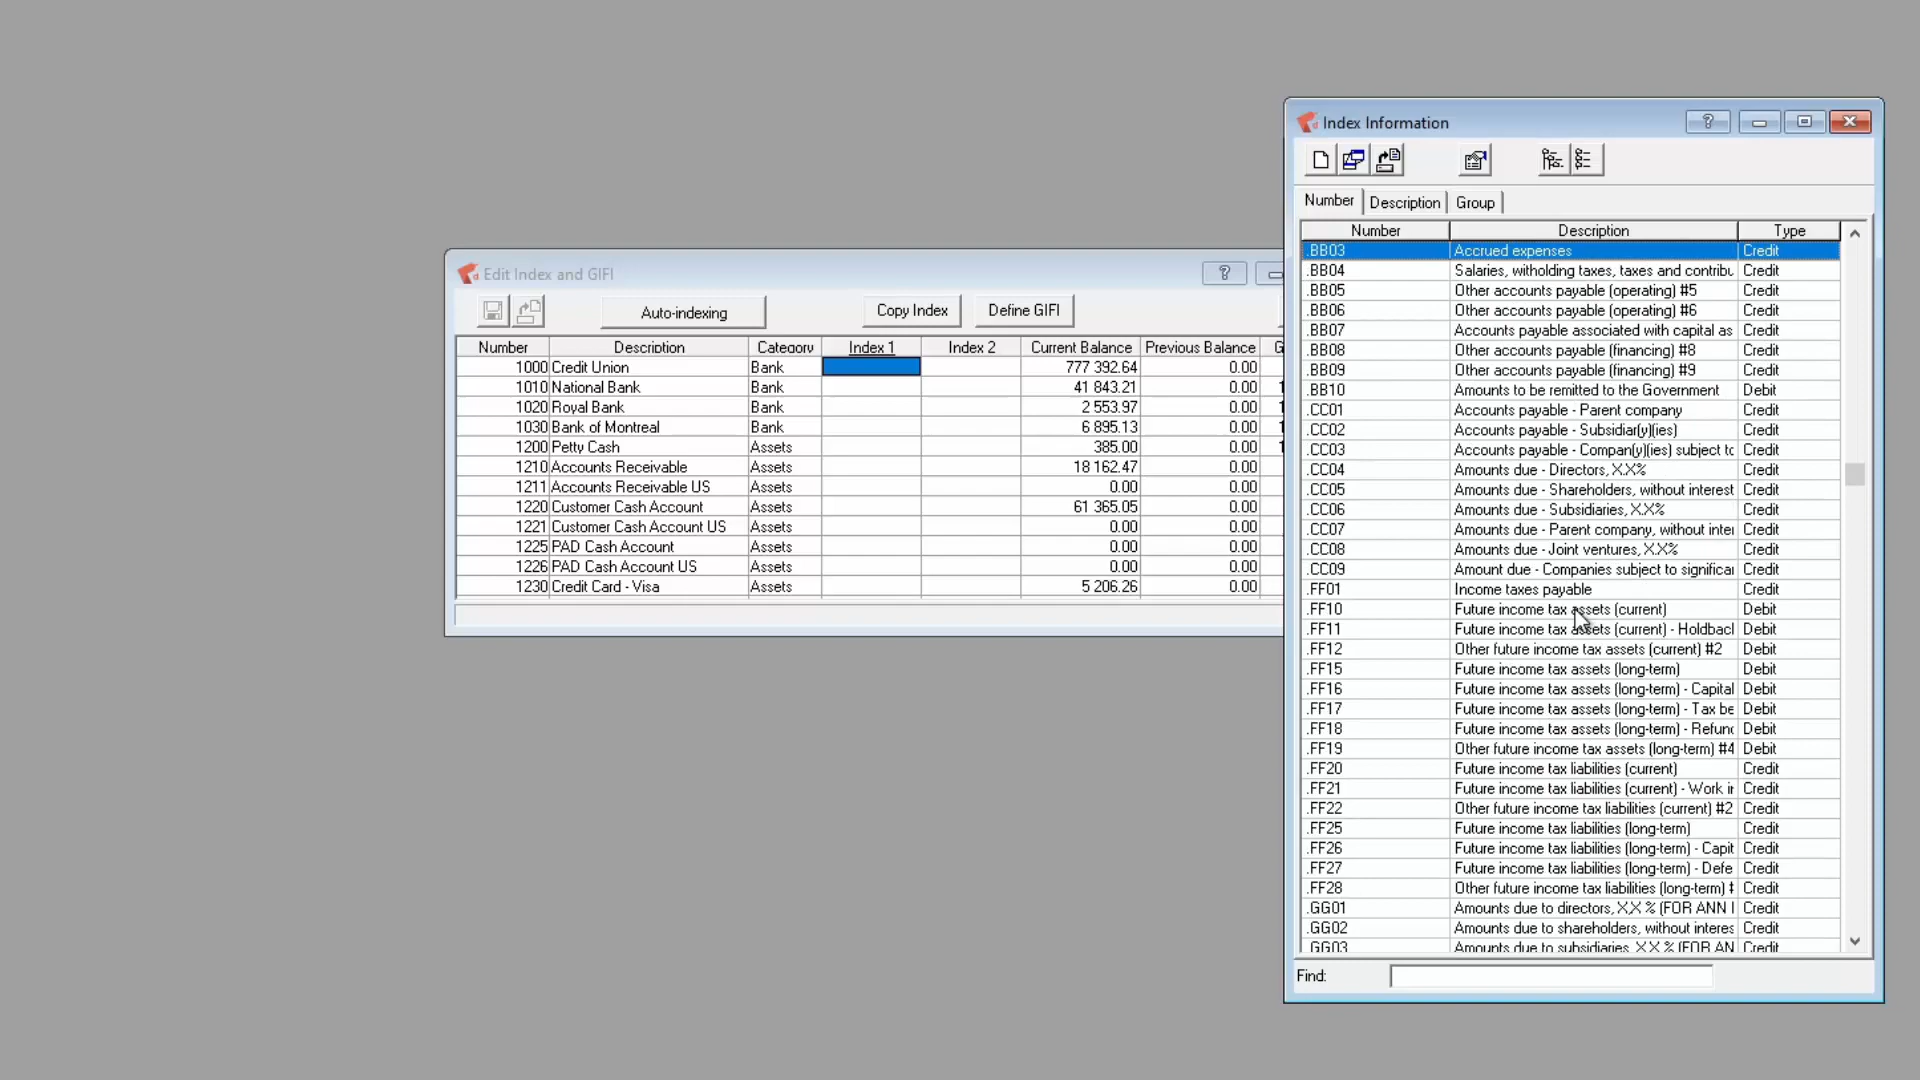 Index Information
Number Description Group
Number Description Type
.BB03 Accrued expenses Credit
.BB04 Salaries, witholding taxes, taxes and contribu Credit
.BB05 Other accounts payable (operating) #5 Credit
.BB06 Other accounts payable (operating) #6 Credit
.BB07 Accounts payable associated with capital as Credit
.BB08 Other accounts payable (financing) #8 Credit
.BB09 Other accounts payable (financing) #9 Credit
.BB10 Amounts to be remitted to the Government Debit
.CC01 Accounts payable - Parent company Credit
.CC02 Accounts payable - Subsidiar(y)(ies) Credit
.CC03 Accounts payable - Compan(y)(ies) subject to Credit
.CC04 Amounts due - Directors, X.X% Credit
.CC05 Amounts due - Shareholders, without interest Credit
.CC06 Amounts due - Subsidiaries, X.X% Credit
.CC07 Amounts due - Parent company, without inter Credit
.CC08 Amounts due - Joint ventures, X.X% Credit
.CC09 Amount due - Companies subject to significar Credit
.FF01 Income taxes payable Credit
.FF10 Future income tax assets (current) Debit
.FF11 Future income tax assets (current) - Holdbacl Debit
.FF12 Other future income tax assets (current) #2 Debit
.FF15 Future income tax assets (long-term) Debit
.FF16 Future income tax assets (long-term) - Capital Debit
.FF17 Future income tax assets (long-term) - Tax be Debit
.FF18 Future income tax assets (long-term) - Refund Debit
.FF19 Other future income tax assets (long-term) #4 Debit
.FF20 Future income tax liabilities (current) Credit
.FF21 Future income tax liabilities (current) - Work ir Credit
.FF22 Other future income tax liabilities (current) #2 Credit
.FF25 Future income tax liabilities (long-term) Credit
.FF26 Future income tax liabilities (long-term) - Capit Credit
.FF27 Future income tax liabilities (long-term) - Defe Credit
.FF28 Other future income tax liabilities (long-term) # Credit
.GG01 Amounts due to directors, X.X % (FOR ANN I Credit
.GG02 Amounts due to shareholders, without interes Credit
.GG03 Amounts due to subsidiaries, X.X % (FOR AN Credit
Find:
Edit Index and GIFI
Auto-indexing Copy Index Define GIFI
Number Description Category Index 1 Index 2 Current Balance Previous Balance G
1000 Credit Union Bank 777 392.64 0.00
1010 National Bank Bank 41 843.21 0.00 1
1020 Royal Bank Bank 2 553.97 0.00 1
1030 Bank of Montreal Bank 6 895.13 0.00 1
1200 Petty Cash Assets 385.00 0.00 1
1210 Accounts Receivable Assets 18 162.47 0.00
1211 Accounts Receivable US Assets 0.00 0.00
1220 Customer Cash Account Assets 61 365.05 0.00
1221 Customer Cash Account US Assets 0.00 0.00
1225 PAD Cash Account Assets 0.00 0.00
1226 PAD Cash Account US Assets 0.00 0.00
1230 Credit Card - Visa Assets 5 206.26 0.00